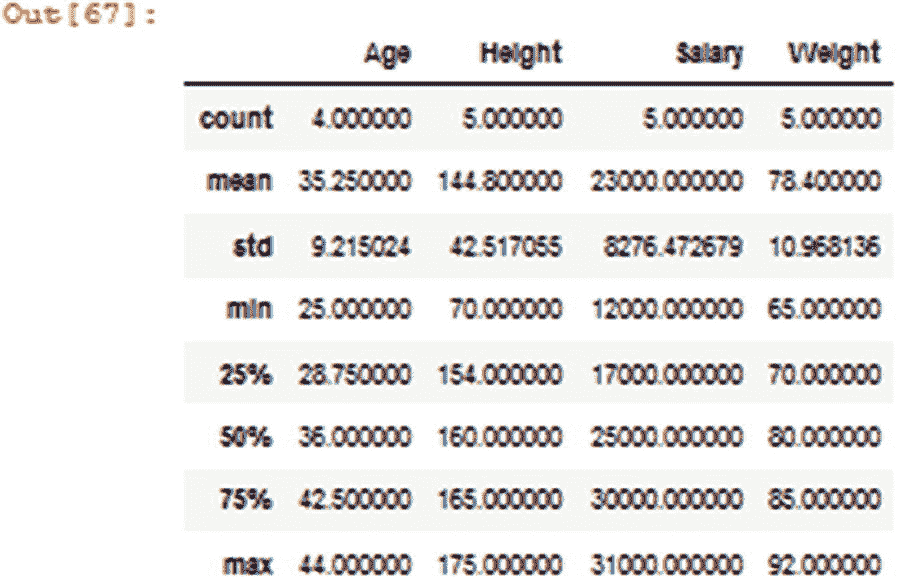 Out[67]:
Age Height Salary Weight
count 4.000000 5.000000 5.000000 5.000000
mean 35.250000 144.800000 23000.000000 78.400000
std 9.215024 42.517055 8276.472679 10.968136
min 25.000000 70.000000 12000.000000 65.000000
25% 28.750000 154.000000 17000.000000 70.000000
50% 36.000000 160.000000 25000.000000 80.000000
75% 42.500000 165.000000 30000.000000 85.000000
max 44.000000 175.000000 31000.000000 92.000000